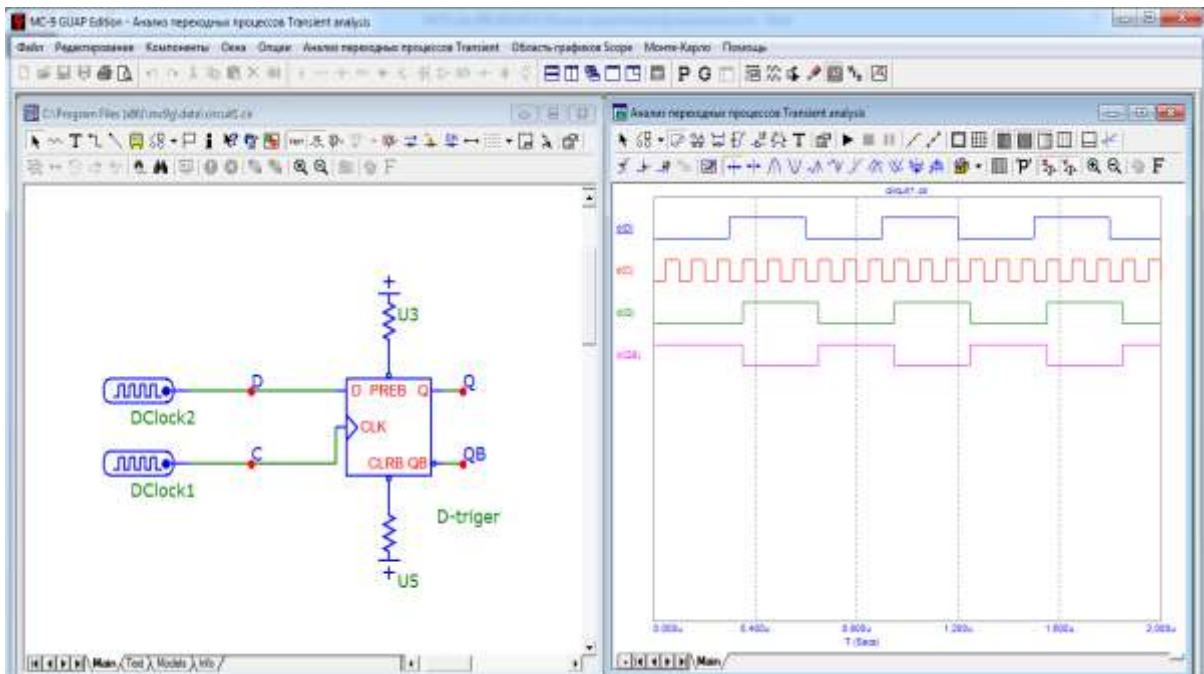 MC-9 GUAP Edition - Анализ переходных процессов Transient analysis
Файл Редактирование Компоненты Окна Опции Анализ переходных процессов Transient Область графиков Scope Монте-Карло Помощь
P G
T
F
U3
D
D PREB Q
Q
DClock2
CLK
C
CLRB QB
QB
DClock1
D-triger
U5
Main Text Models Info
Анализ переходных процессов Transient analysis
T
P F
0.000u 0.400u 0.800u 1.200u 1.600u 2.000u
T (Secs)
Main